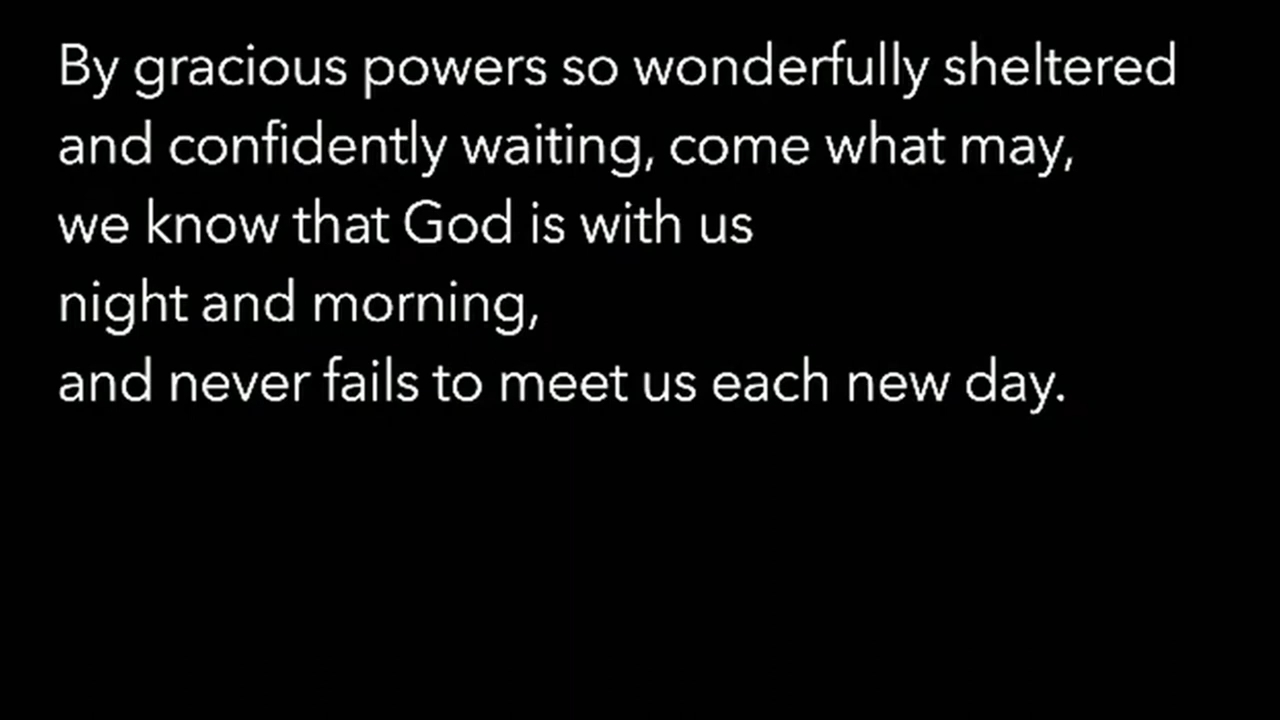 By gracious powers so wonderfully sheltered
and confidently waiting, come what may,
we know that God is with us
night and morning,
and never fails to meet us each new day.